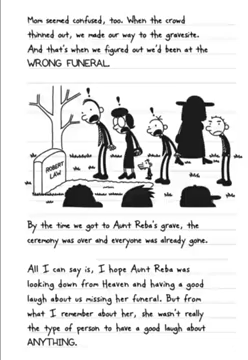 Mom seemed confused, too. When the crowd
thinned out, we made our way to the gravesite.
And that's when we figured out we'd been at the
WRONG FUNERAL.
! ! !
ROBERT
LAW
By the time we got to Aunt Reba's grave, the
ceremony was over and everyone was already gone.
All I can say is, I hope Aunt Reba was
looking down from Heaven and having a good
laugh about us missing her funeral. But from
what I remember about her, she wasn't really
the type of person to have a good laugh about
ANYTHING.